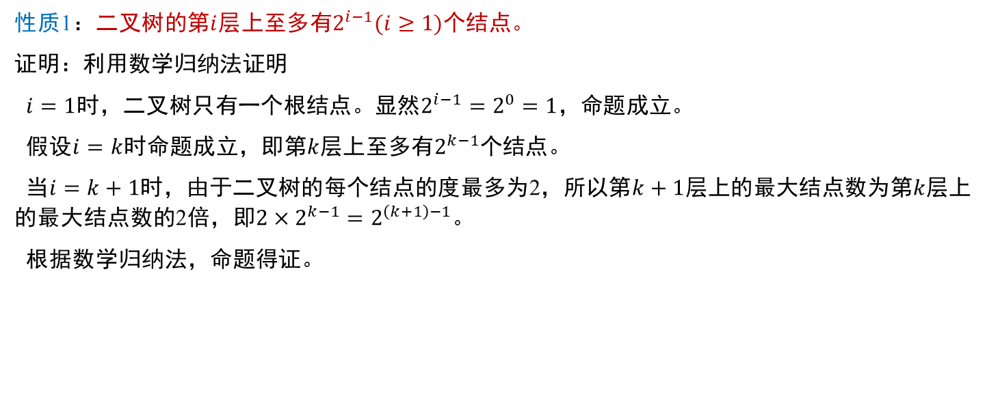 性质1：二叉树的第i层上至多有2^{i−1}(i ≥ 1)个结点。
证明：利用数学归纳法证明
i = 1时，二叉树只有一个根结点。显然2^{i−1} = 2^0 = 1，命题成立。
假设i = k时命题成立，即第k层上至多有2^{k−1}个结点。
当i = k + 1时，由于二叉树的每个结点的度最多为2，所以第k + 1层上的最大结点数为第k层上
的最大结点数的2倍，即2 × 2^{k−1} = 2^{(k+1)−1}。
根据数学归纳法，命题得证。